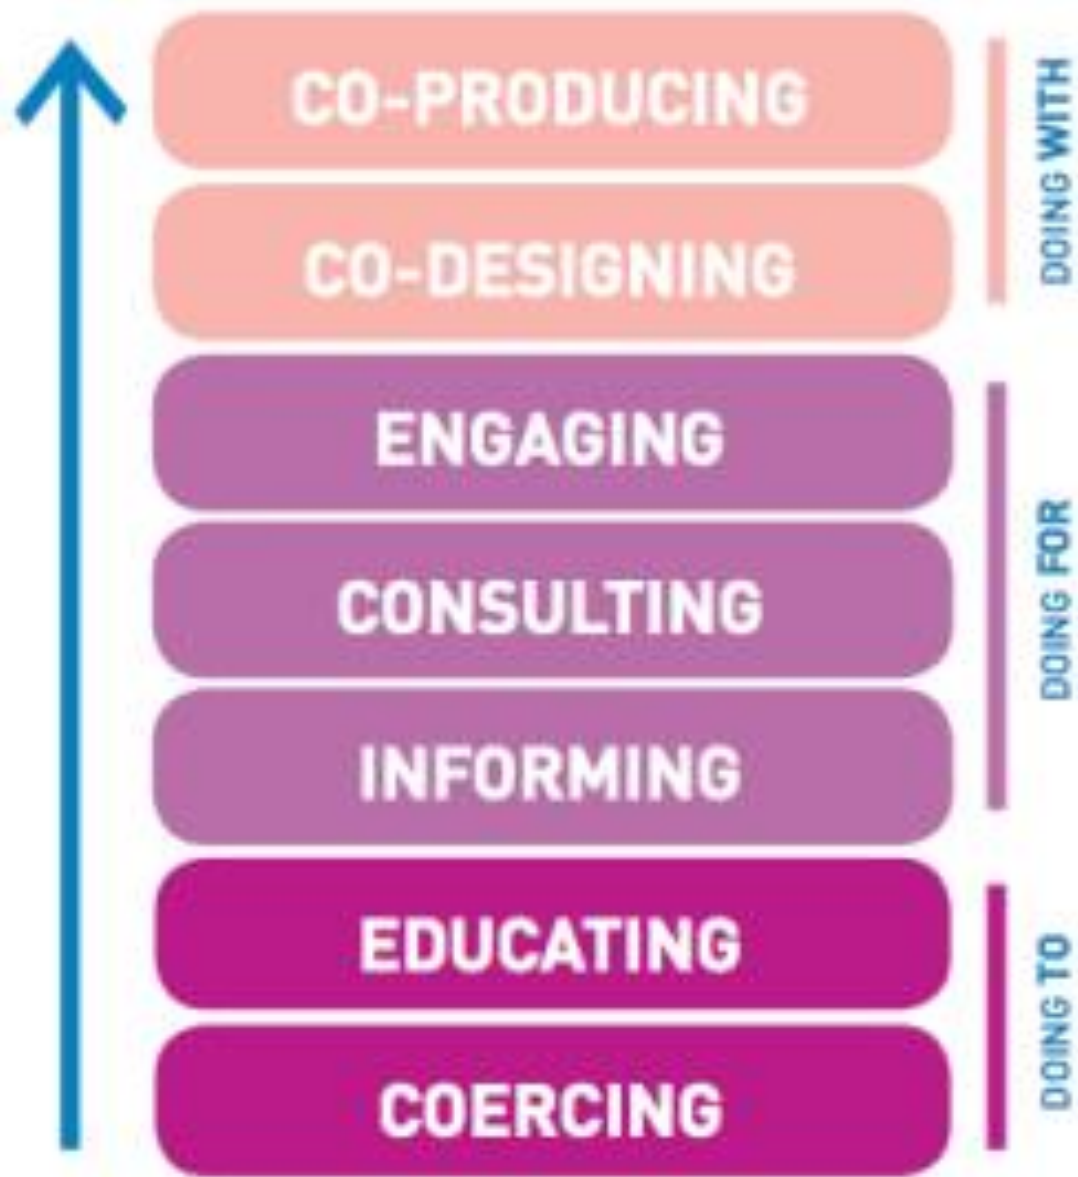 CO-PRODUCING
CO-DESIGNING
DOING WITH
ENGAGING
CONSULTING
INFORMING
DOING FOR
EDUCATING
COERCING
DOING TO